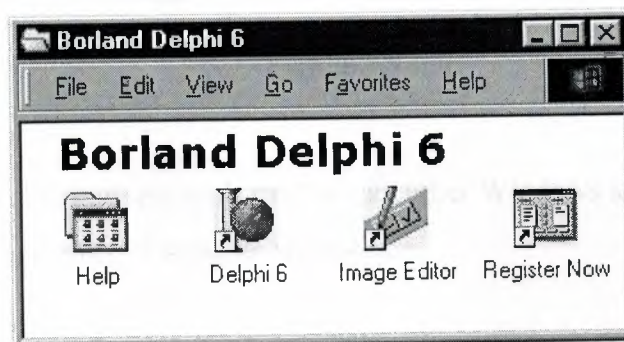 Borland Delphi 6
File Edit View Go Favorites Help
Borland Delphi 6
Help Delphi 6 Image Editor Register Now